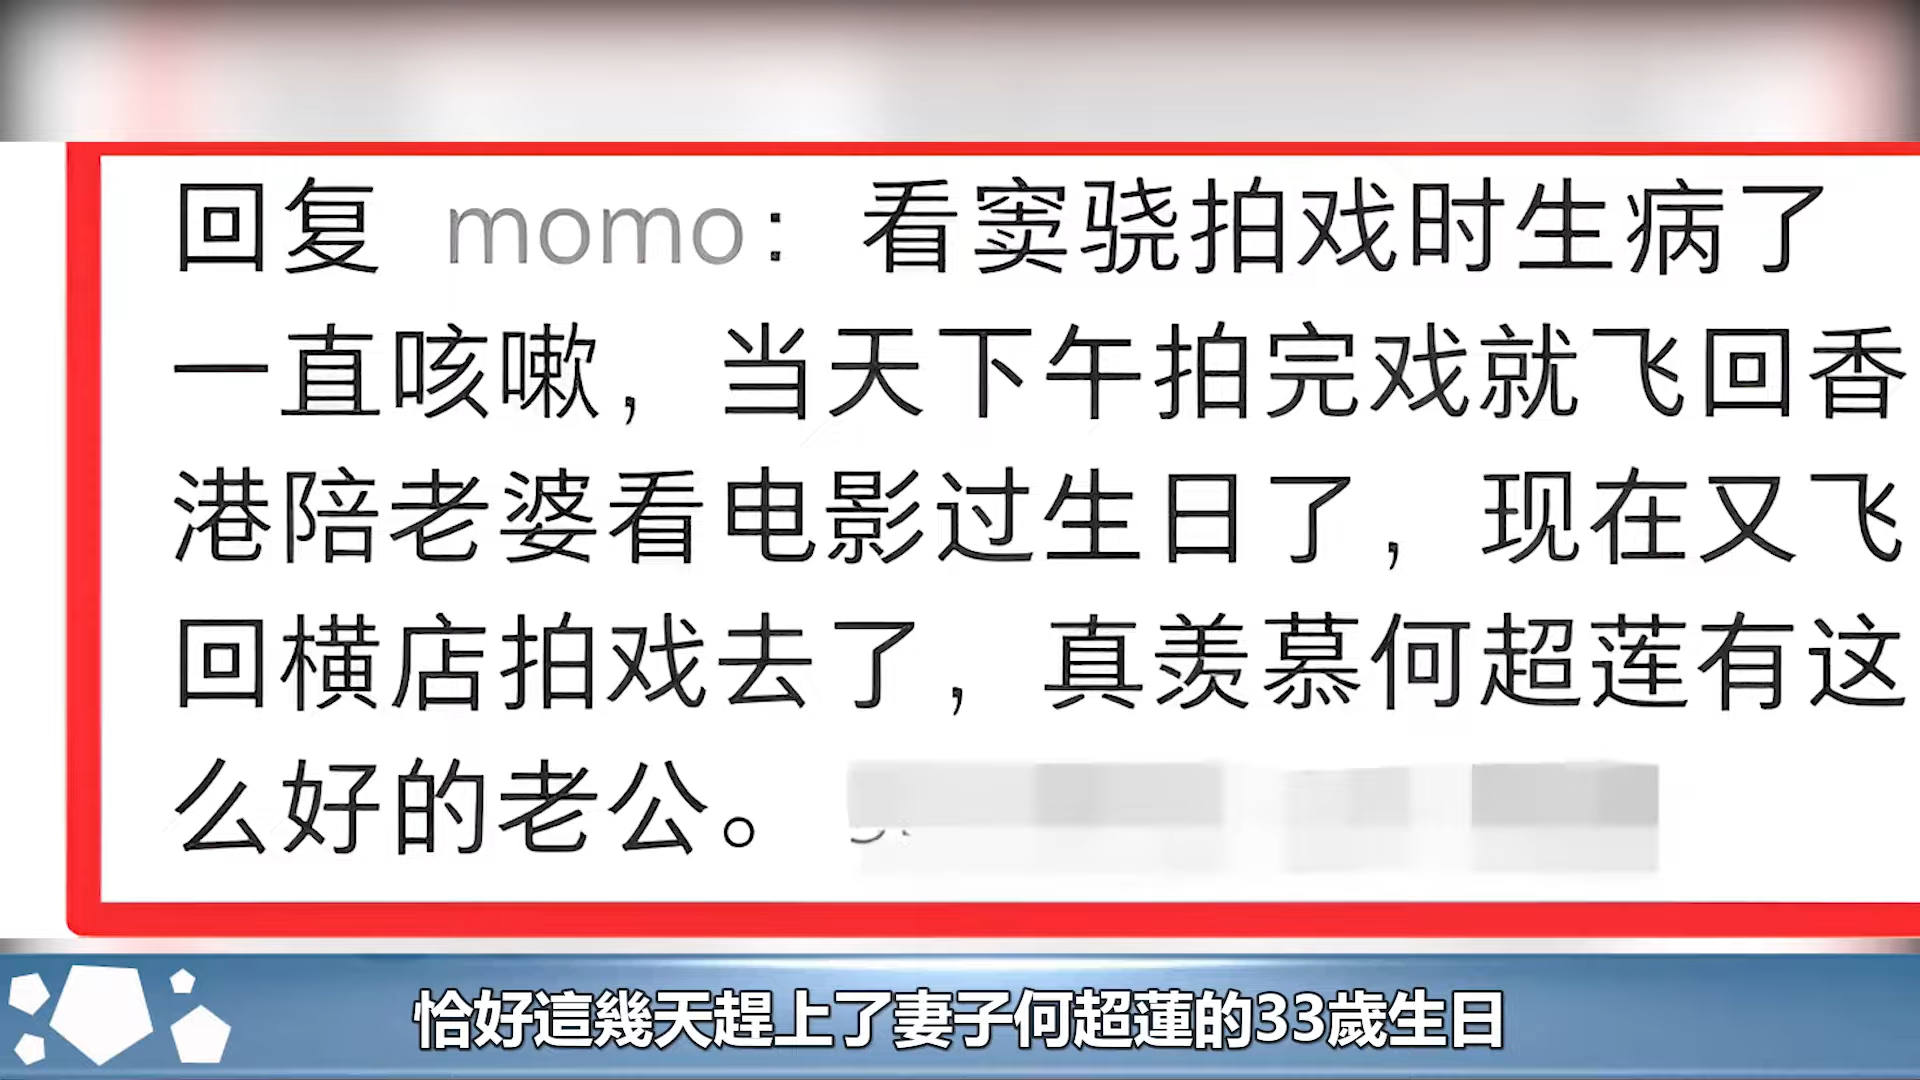 回复 momo：看窦骁拍戏时生病了
一直咳嗽，当天下午拍完戏就飞回香
港陪老婆看电影过生日了，现在又飞
回横店拍戏去了，真羡慕何超莲有这
么好的老公。
恰好這幾天趕上了妻子何超蓮的33歲生日